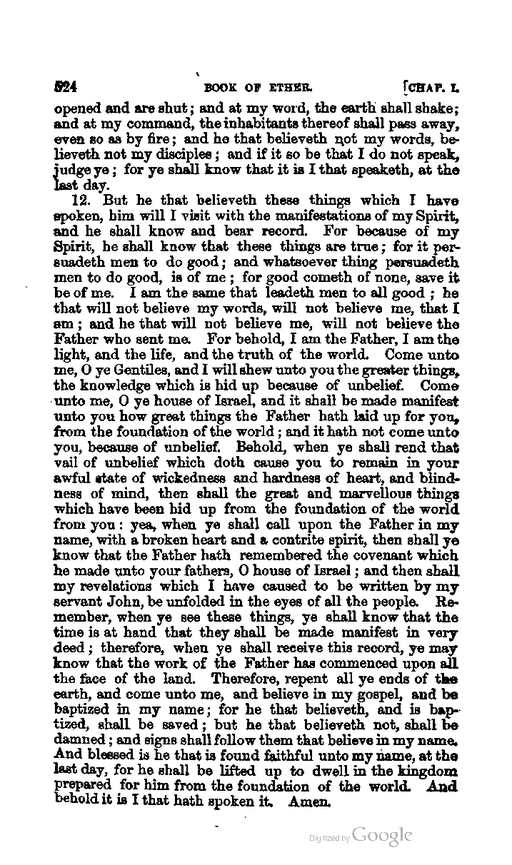 524 BOOK OF ETHER. [CHAP. I.
opened and are shut; and at my word, the earth shall shake;
and at my command, the inhabitants thereof shall pass away,
even so as by fire; and he that believeth not my words, be-
lieveth not my disciples; and if it so be that I do not speak,
judge ye; for ye shall know that it is I that speaketh, at the
last day.
12. But he that believeth these things which I have
spoken, him will I visit with the manifestations of my Spirit,
and he shall know and bear record. For because of my
Spirit, he shall know that these things are true; for it per-
suadeth men to do good; and whatsoever thing persuadeth
men to do good, is of me; for good cometh of none, save it
be of me. I am the same that leadeth men to all good; he
that will not believe my words, will not believe me, that I
am; and he that will not believe me, will not believe the
Father who sent me. For behold, I am the Father, I am the
light, and the life, and the truth of the world. Come unto
me, O ye Gentiles, and I will shew unto you the greater things,
the knowledge which is hid up because of unbelief. Come
unto me, O ye house of Israel, and it shall be made manifest
unto you how great things the Father hath laid up for you,
from the foundation of the world; and it hath not come unto
you, because of unbelief. Behold, when ye shall rend that
vail of unbelief which doth cause you to remain in your
awful state of wickedness and hardness of heart, and blind-
ness of mind, then shall the great and marvellous things
which have been hid up from the foundation of the world
from you: yea, when ye shall call upon the Father in my
name, with a broken heart and a contrite spirit, then shall ye
know that the Father hath remembered the covenant which
he made unto your fathers, O house of Israel; and then shall
my revelations which I have caused to be written by my
servant John, be unfolded in the eyes of all the people. Re-
member, when ye see these things, ye shall know that the
time is at hand that they shall be made manifest in very
deed; therefore, when ye shall receive this record, ye may
know that the work of the Father has commenced upon all
the face of the land. Therefore, repent all ye ends of the
earth, and come unto me, and believe in my gospel, and be
baptized in my name; for he that believeth, and is bap-
tized, shall be saved; but he that believeth not, shall be
damned; and signs shall follow them that believe in my name.
And blessed is he that is found faithful unto my name, at the
last day, for he shall be lifted up to dwell in the kingdom
prepared for him from the foundation of the world. And
behold it is I that hath spoken it. Amen.
Digitized by Google